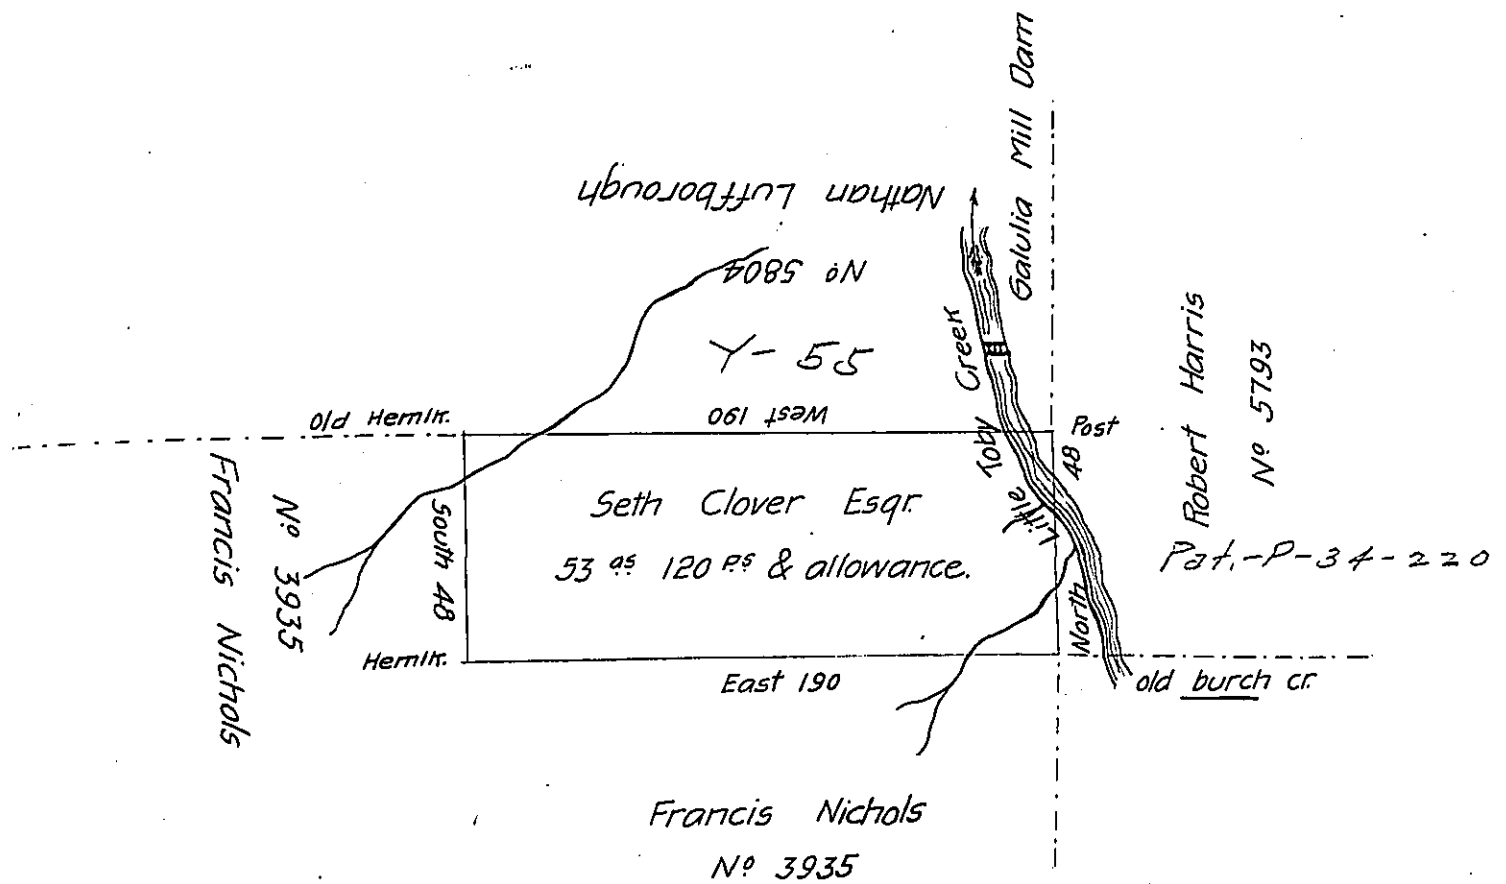 Galulia Mill Dam
Nathan Luffborough
Nº 5804
Y-55
West 190
Little Toby Creek
Old Hemlk.
Post
48
Robert Harris
Nº 5793
Pat.-P-34-220
Francis Nichols
Nº 3935
South 48
Seth Clover Esqr.
53 as 120 ps & allowance.
North
Hemlk.
East 190
old burch cr.
Francis Nichols
Nº 3935